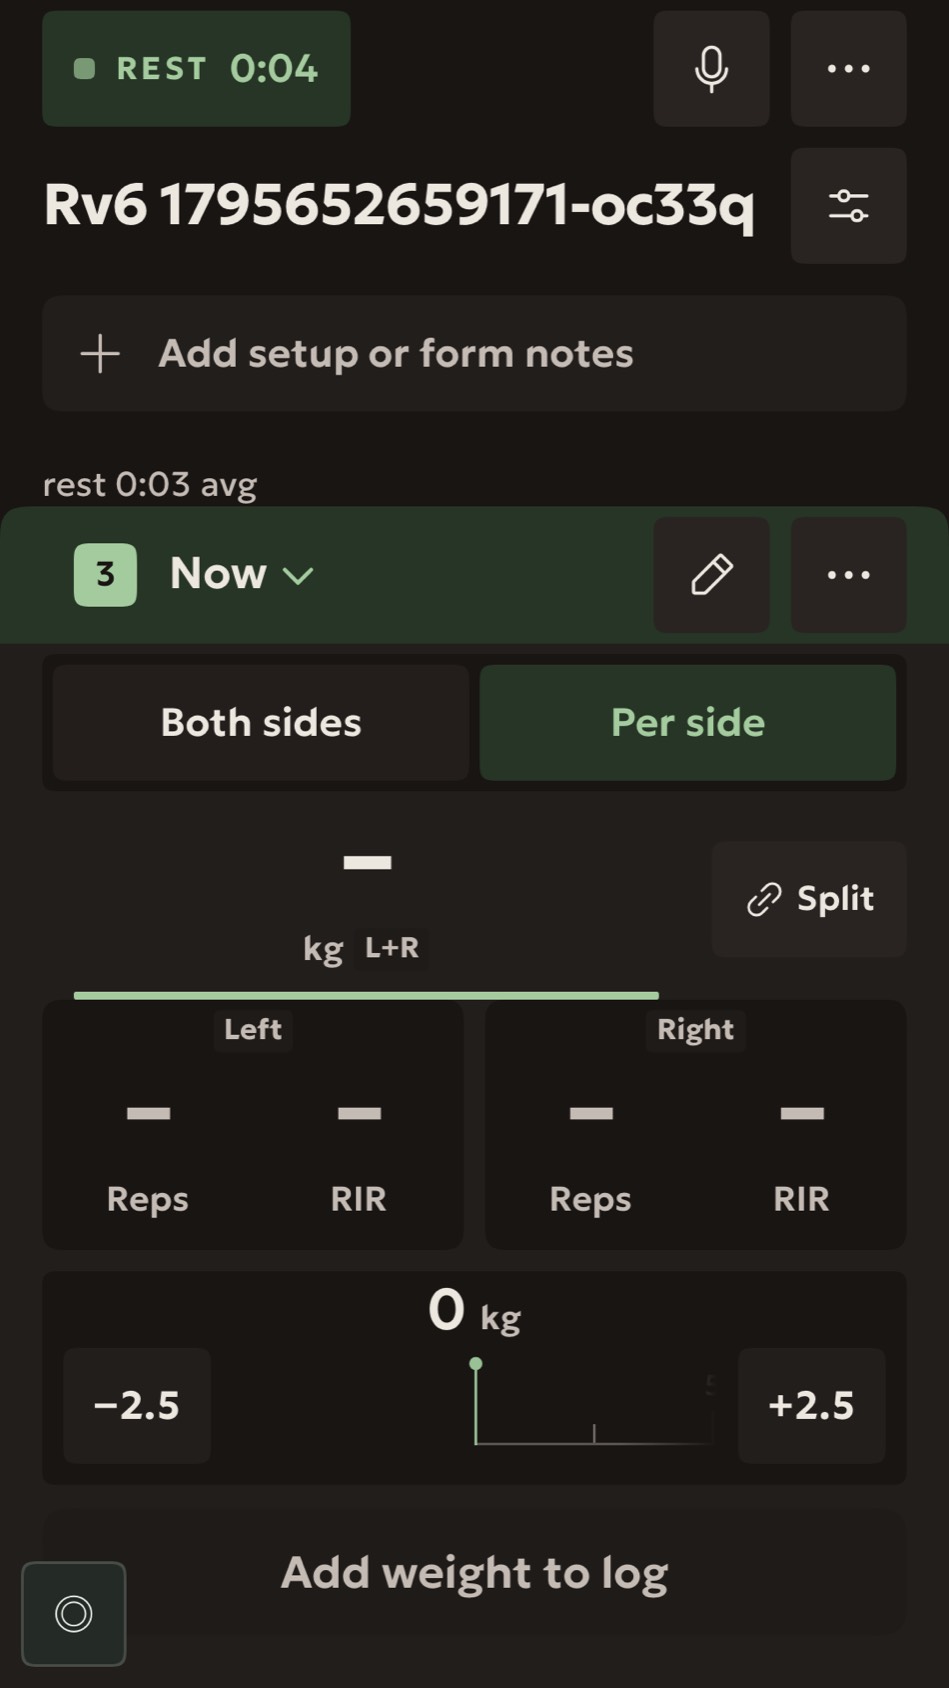 REST 0:04
Rv6 1795652659171-oc33q
Add setup or form notes
rest 0:03 avg
3 Now
Both sides Per side
–
Split
kg L+R
Left Right
– – – –
Reps RIR Reps RIR
0 kg
5
−2.5 +2.5
Add weight to log